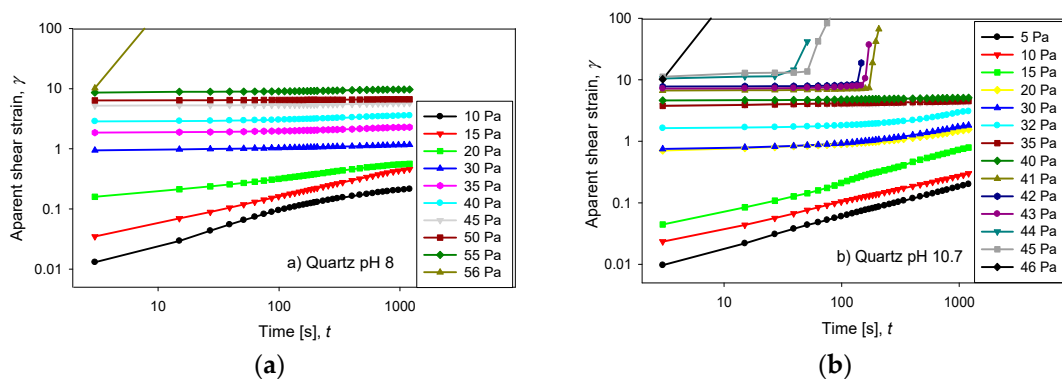 Apparent shear strain, γ
100
10
1
0.1
0.01
10 100 1000
Time [s], t
a) Quartz pH 8
10 Pa
15 Pa
20 Pa
30 Pa
35 Pa
40 Pa
45 Pa
50 Pa
55 Pa
56 Pa
(a)
Apparent shear strain, γ
100
10
1
0.1
0.01
10 100 1000
Time [s], t
b) Quartz pH 10.7
5 Pa
10 Pa
15 Pa
20 Pa
30 Pa
32 Pa
35 Pa
40 Pa
41 Pa
42 Pa
43 Pa
44 Pa
45 Pa
46 Pa
(b)